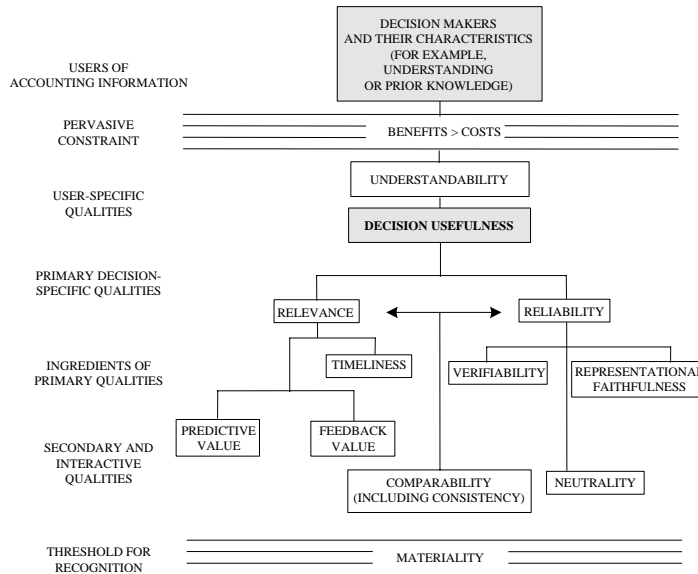 DECISION MAKERS
AND THEIR CHARACTERISTICS
(FOR EXAMPLE,
UNDERSTANDING
OR PRIOR KNOWLEDGE)
USERS OF
ACCOUNTING INFORMATION
PERVASIVE
CONSTRAINT
BENEFITS > COSTS
UNDERSTANDABILITY
USER-SPECIFIC
QUALITIES
DECISION USEFULNESS
PRIMARY DECISION-
SPECIFIC QUALITIES
RELEVANCE
RELIABILITY
INGREDIENTS OF
PRIMARY QUALITIES
TIMELINESS
VERIFIABILITY
REPRESENTATIONAL
FAITHFULNESS
PREDICTIVE
VALUE
FEEDBACK
VALUE
SECONDARY AND
INTERACTIVE
QUALITIES
COMPARABILITY
(INCLUDING CONSISTENCY)
NEUTRALITY
THRESHOLD FOR
RECOGNITION
MATERIALITY